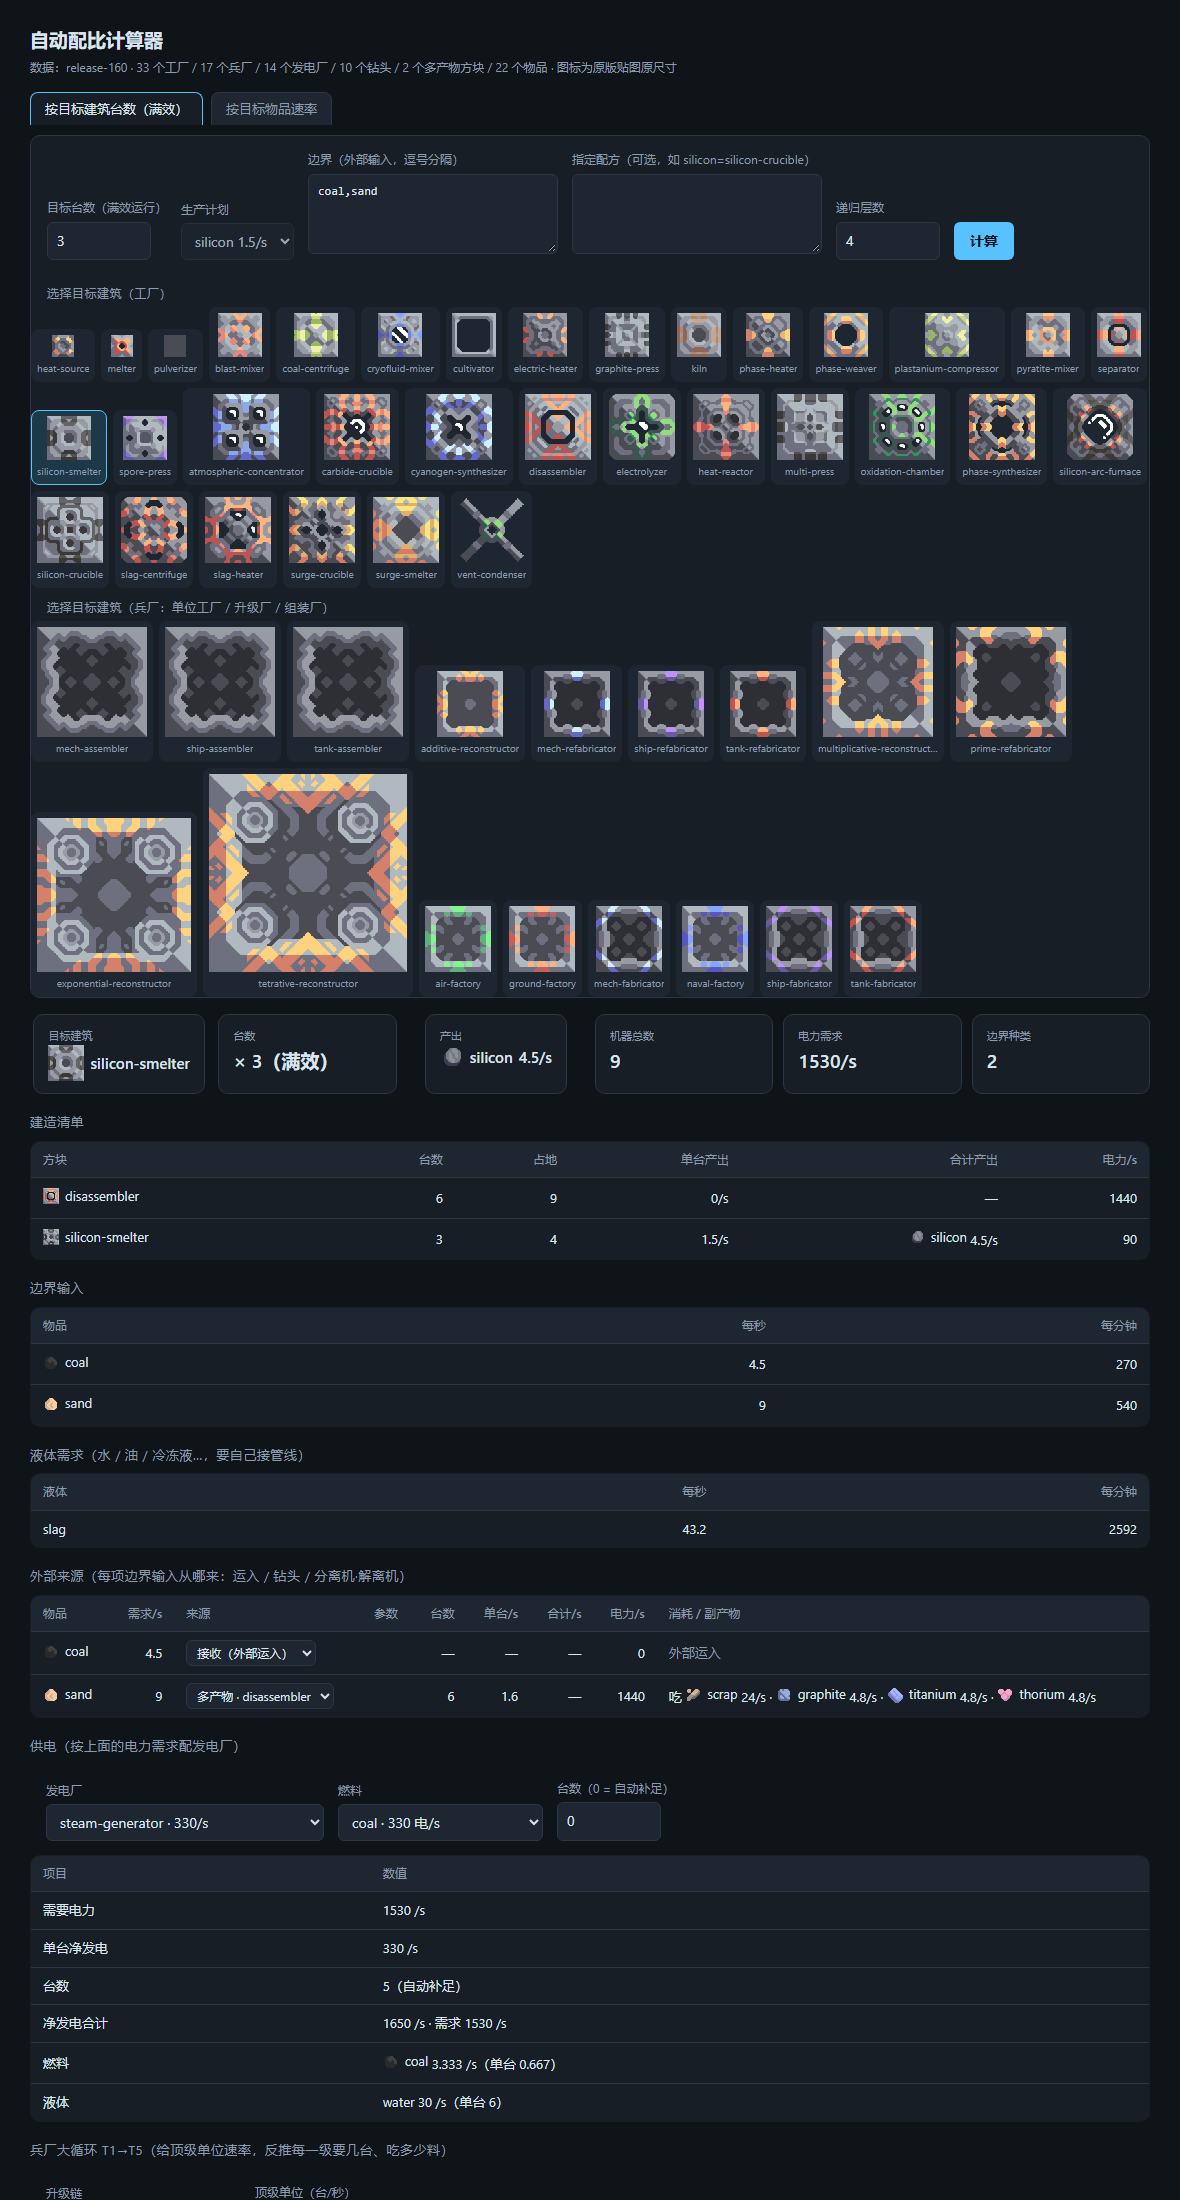 自动配比计算器
数据：release-160 · 33 个工厂 / 17 个兵厂 / 14 个发电厂 / 10 个钻头 / 2 个多产物方块 / 22 个物品 · 图标为原版贴图原尺寸
按目标建筑台数（满效） 按目标物品速率
目标台数（满效运行） 生产计划 边界（外部输入，逗号分隔） 指定配方（可选，如 silicon=silicon-crucible） 递归层数
3 silicon 1.5/s coal,sand 4 计算
选择目标建筑（工厂）
heat-source melter pulverizer blast-mixer coal-centrifuge cryofluid-mixer cultivator electric-heater graphite-press kiln phase-heater phase-weaver plastanium-compressor pyratite-mixer separator
silicon-smelter spore-press atmospheric-concentrator carbide-crucible cyanogen-synthesizer disassembler electrolyzer heat-reactor multi-press oxidation-chamber phase-synthesizer silicon-arc-furnace
silicon-crucible slag-centrifuge slag-heater surge-crucible surge-smelter vent-condenser
选择目标建筑（兵厂：单位工厂 / 升级厂 / 组装厂）
mech-assembler ship-assembler tank-assembler additive-reconstructor mech-refabricator ship-refabricator tank-refabricator multiplicative-reconstruct... prime-refabricator
exponential-reconstructor tetrative-reconstructor air-factory ground-factory mech-fabricator naval-factory ship-fabricator tank-fabricator
目标建筑 台数 产出 机器总数 电力需求 边界种类
silicon-smelter × 3（满效） silicon 4.5/s 9 1530/s 2
建造清单
方块 台数 占地 单台产出 合计产出 电力/s
disassembler 6 9 0/s — 1440
silicon-smelter 3 4 1.5/s silicon 4.5/s 90
边界输入
物品 每秒 每分钟
coal 4.5 270
sand 9 540
液体需求（水 / 油 / 冷冻液...，要自己接管线）
液体 每秒 每分钟
slag 43.2 2592
外部来源（每项边界输入从哪来：运入 / 钻头 / 分离机·解离机）
物品 需求/s 来源 参数 台数 单台/s 合计/s 电力/s 消耗 / 副产物
coal 4.5 接收（外部运入） — — — 0 外部运入
sand 9 多产物 · disassembler 6 1.6 — 1440 吃 scrap 24/s · graphite 4.8/s · titanium 4.8/s · thorium 4.8/s
供电（按上面的电力需求配发电厂）
发电厂 燃料 台数（0 = 自动补足）
steam-generator · 330/s coal · 330 电/s 0
项目 数值
需要电力 1530 /s
单台净发电 330 /s
台数 5（自动补足）
净发电合计 1650 /s · 需求 1530 /s
燃料 coal 3.333 /s（单台 0.667）
液体 water 30 /s（单台 6）
兵厂大循环 T1→T5（给顶级单位速率，反推每一级要几台、吃多少料）
升级链 顶级单位（台/秒）